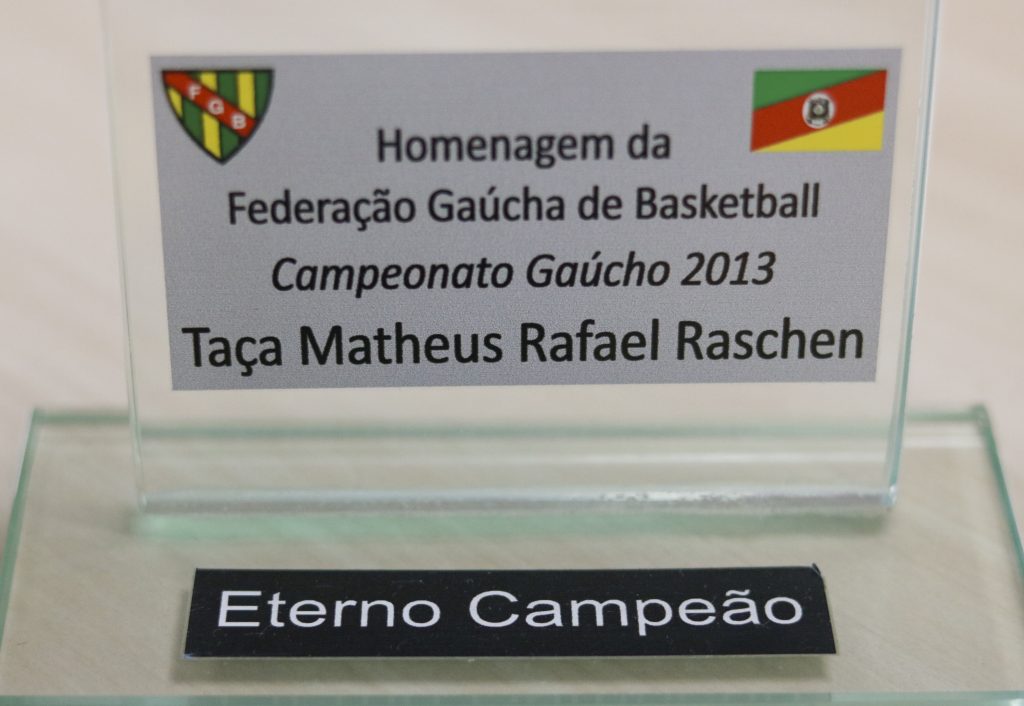 FGB
Homenagem da
Federação Gaúcha de Basketball
Campeonato Gaúcho 2013
Taça Matheus Rafael Raschen
Eterno Campeão